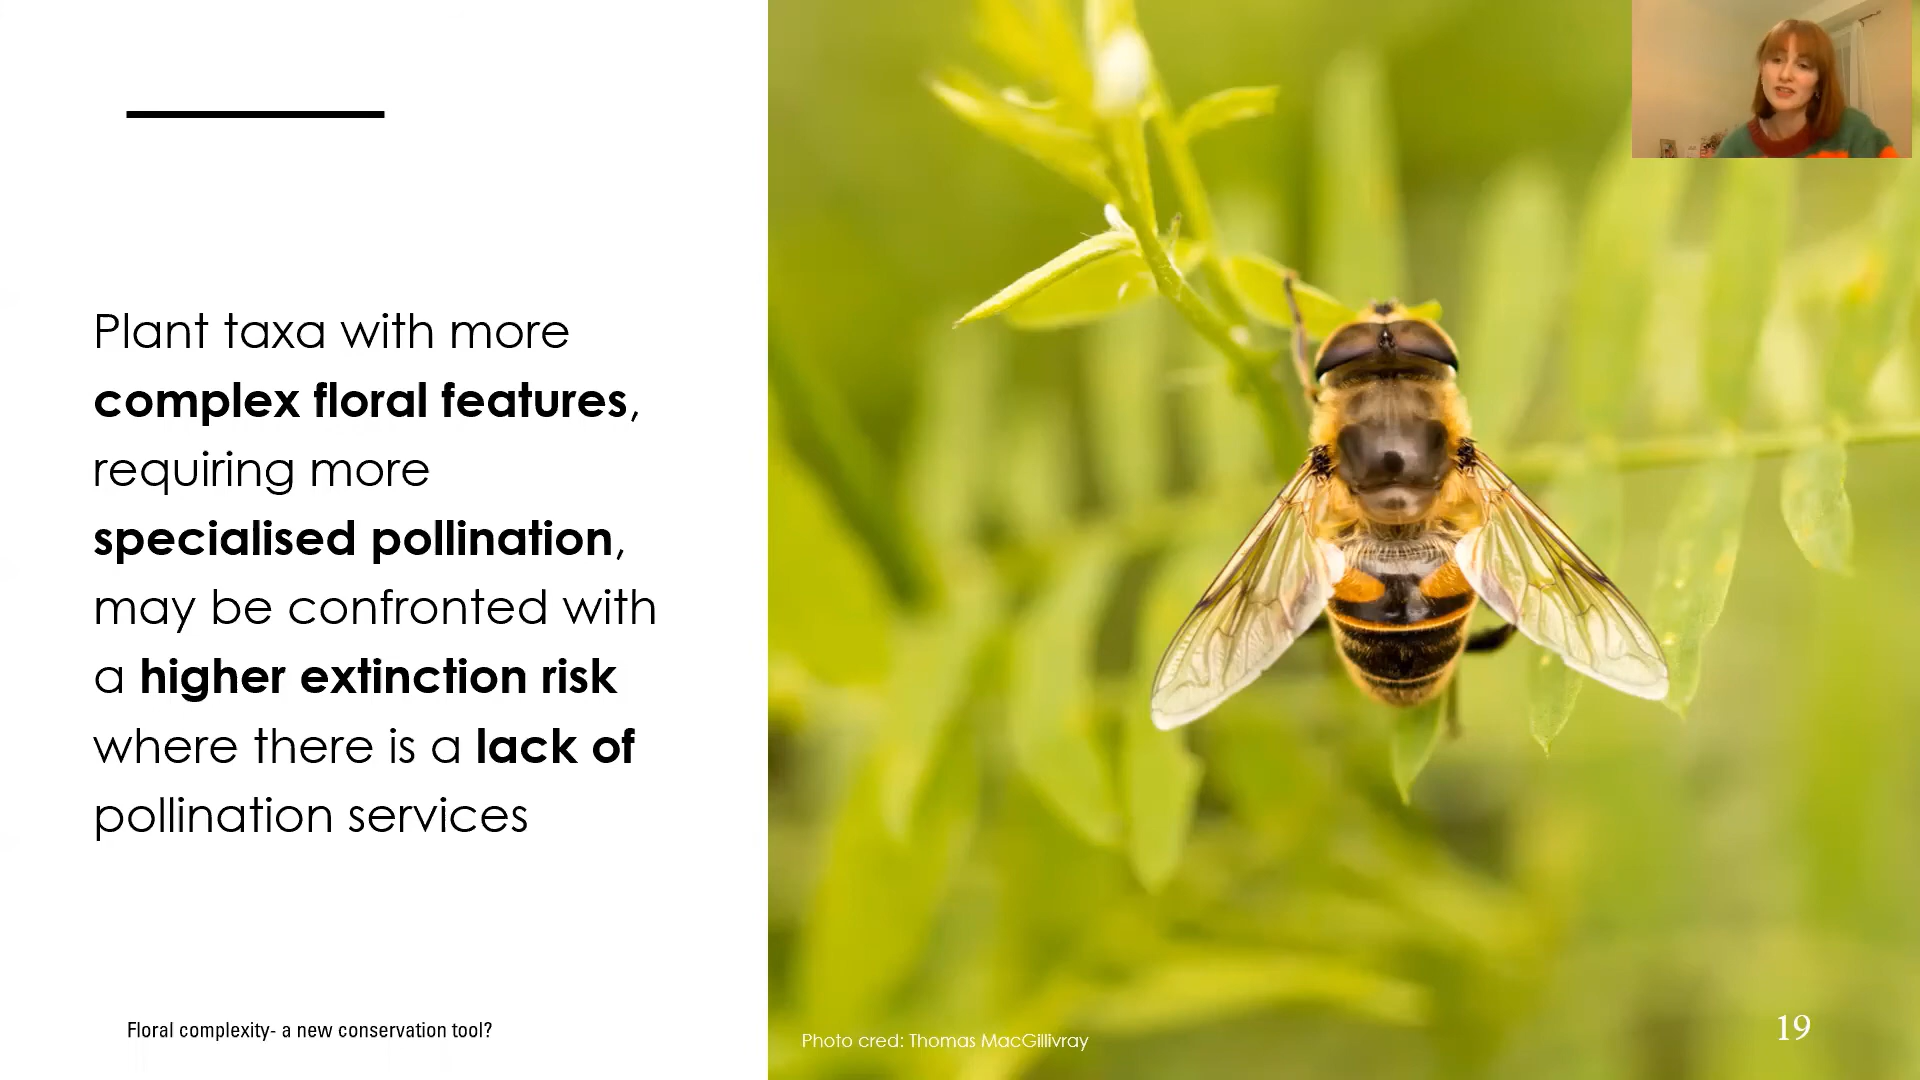 Plant taxa with more
complex floral features,
requiring more
specialised pollination,
may be confronted with
a higher extinction risk
where there is a lack of
pollination services
Floral complexity- a new conservation tool?
Photo cred: Thomas MacGillivray
19